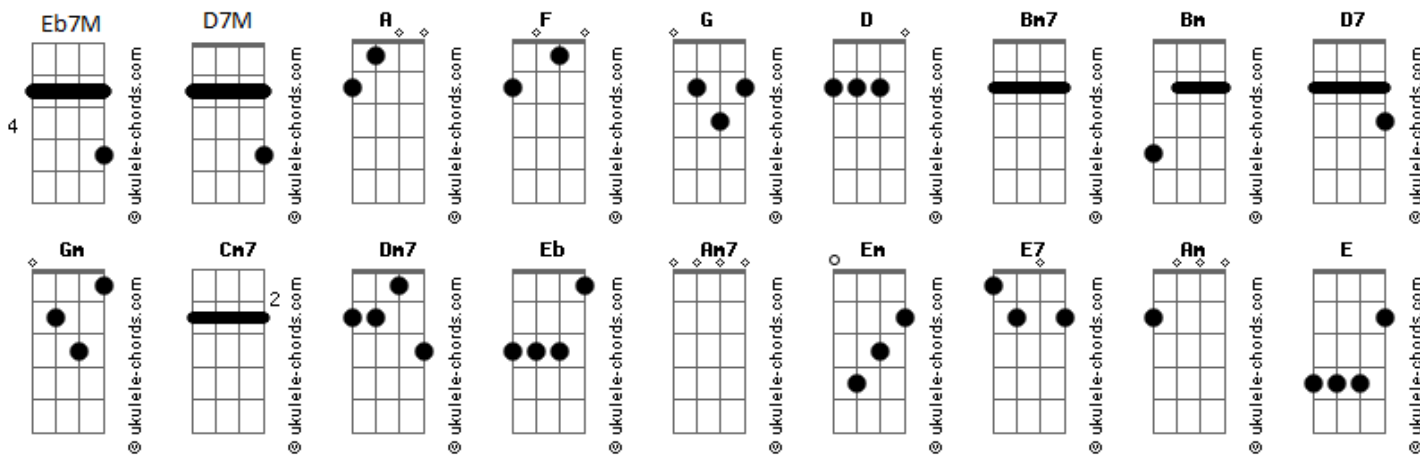 Eb7M D7M A F G D Bm7 Bm D7
4
© ukulele-chords.com © ukulele-chords.com © ukulele-chords.com © ukulele-chords.com © ukulele-chords.com © ukulele-chords.com © ukulele-chords.com © ukulele-chords.com © ukulele-chords.com
Gm Cm7 Dm7 Eb Am7 Em E7 Am E
2
© ukulele-chords.com © ukulele-chords.com © ukulele-chords.com © ukulele-chords.com © ukulele-chords.com © ukulele-chords.com © ukulele-chords.com © ukulele-chords.com © ukulele-chords.com